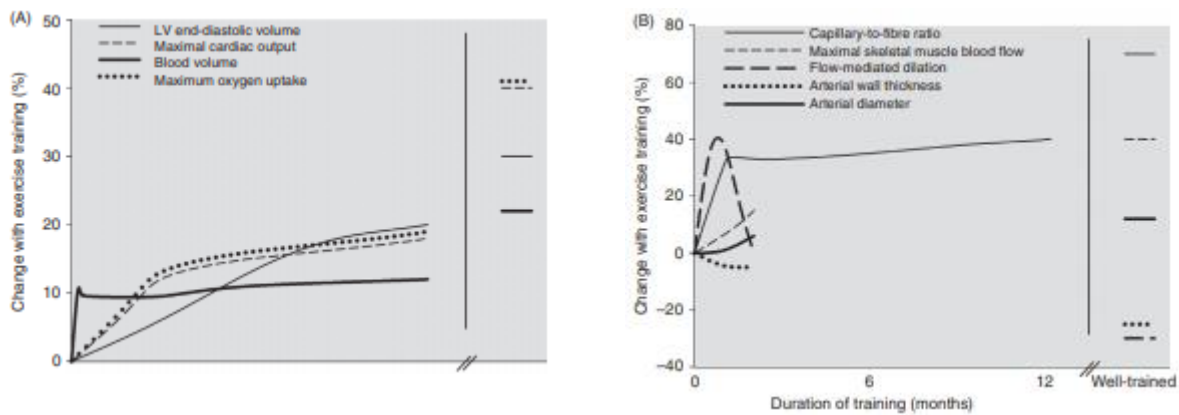 (A)
50
40
30
20
10
0
Change with exercise training (%)
LV end-diastolic volume
Maximal cardiac output
Blood volume
Maximum oxygen uptake
(B)
80
60
40
20
0
−20
−40
Change with exercise training (%)
Capillary-to-fibre ratio
Maximal skeletal muscle blood flow
Flow-mediated dilation
Arterial wall thickness
Arterial diameter
0
6
12
Well-trained
Duration of training (months)